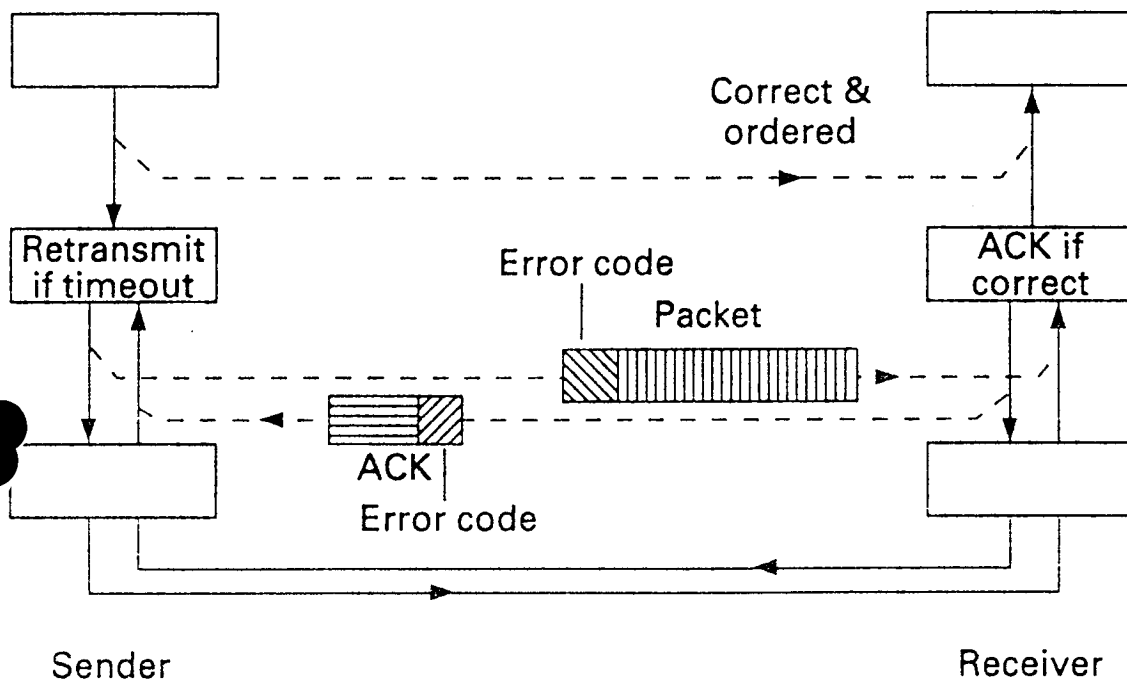 Correct &
ordered
Retransmit
if timeout
ACK if
correct
Error code
Packet
ACK
Error code
Sender
Receiver